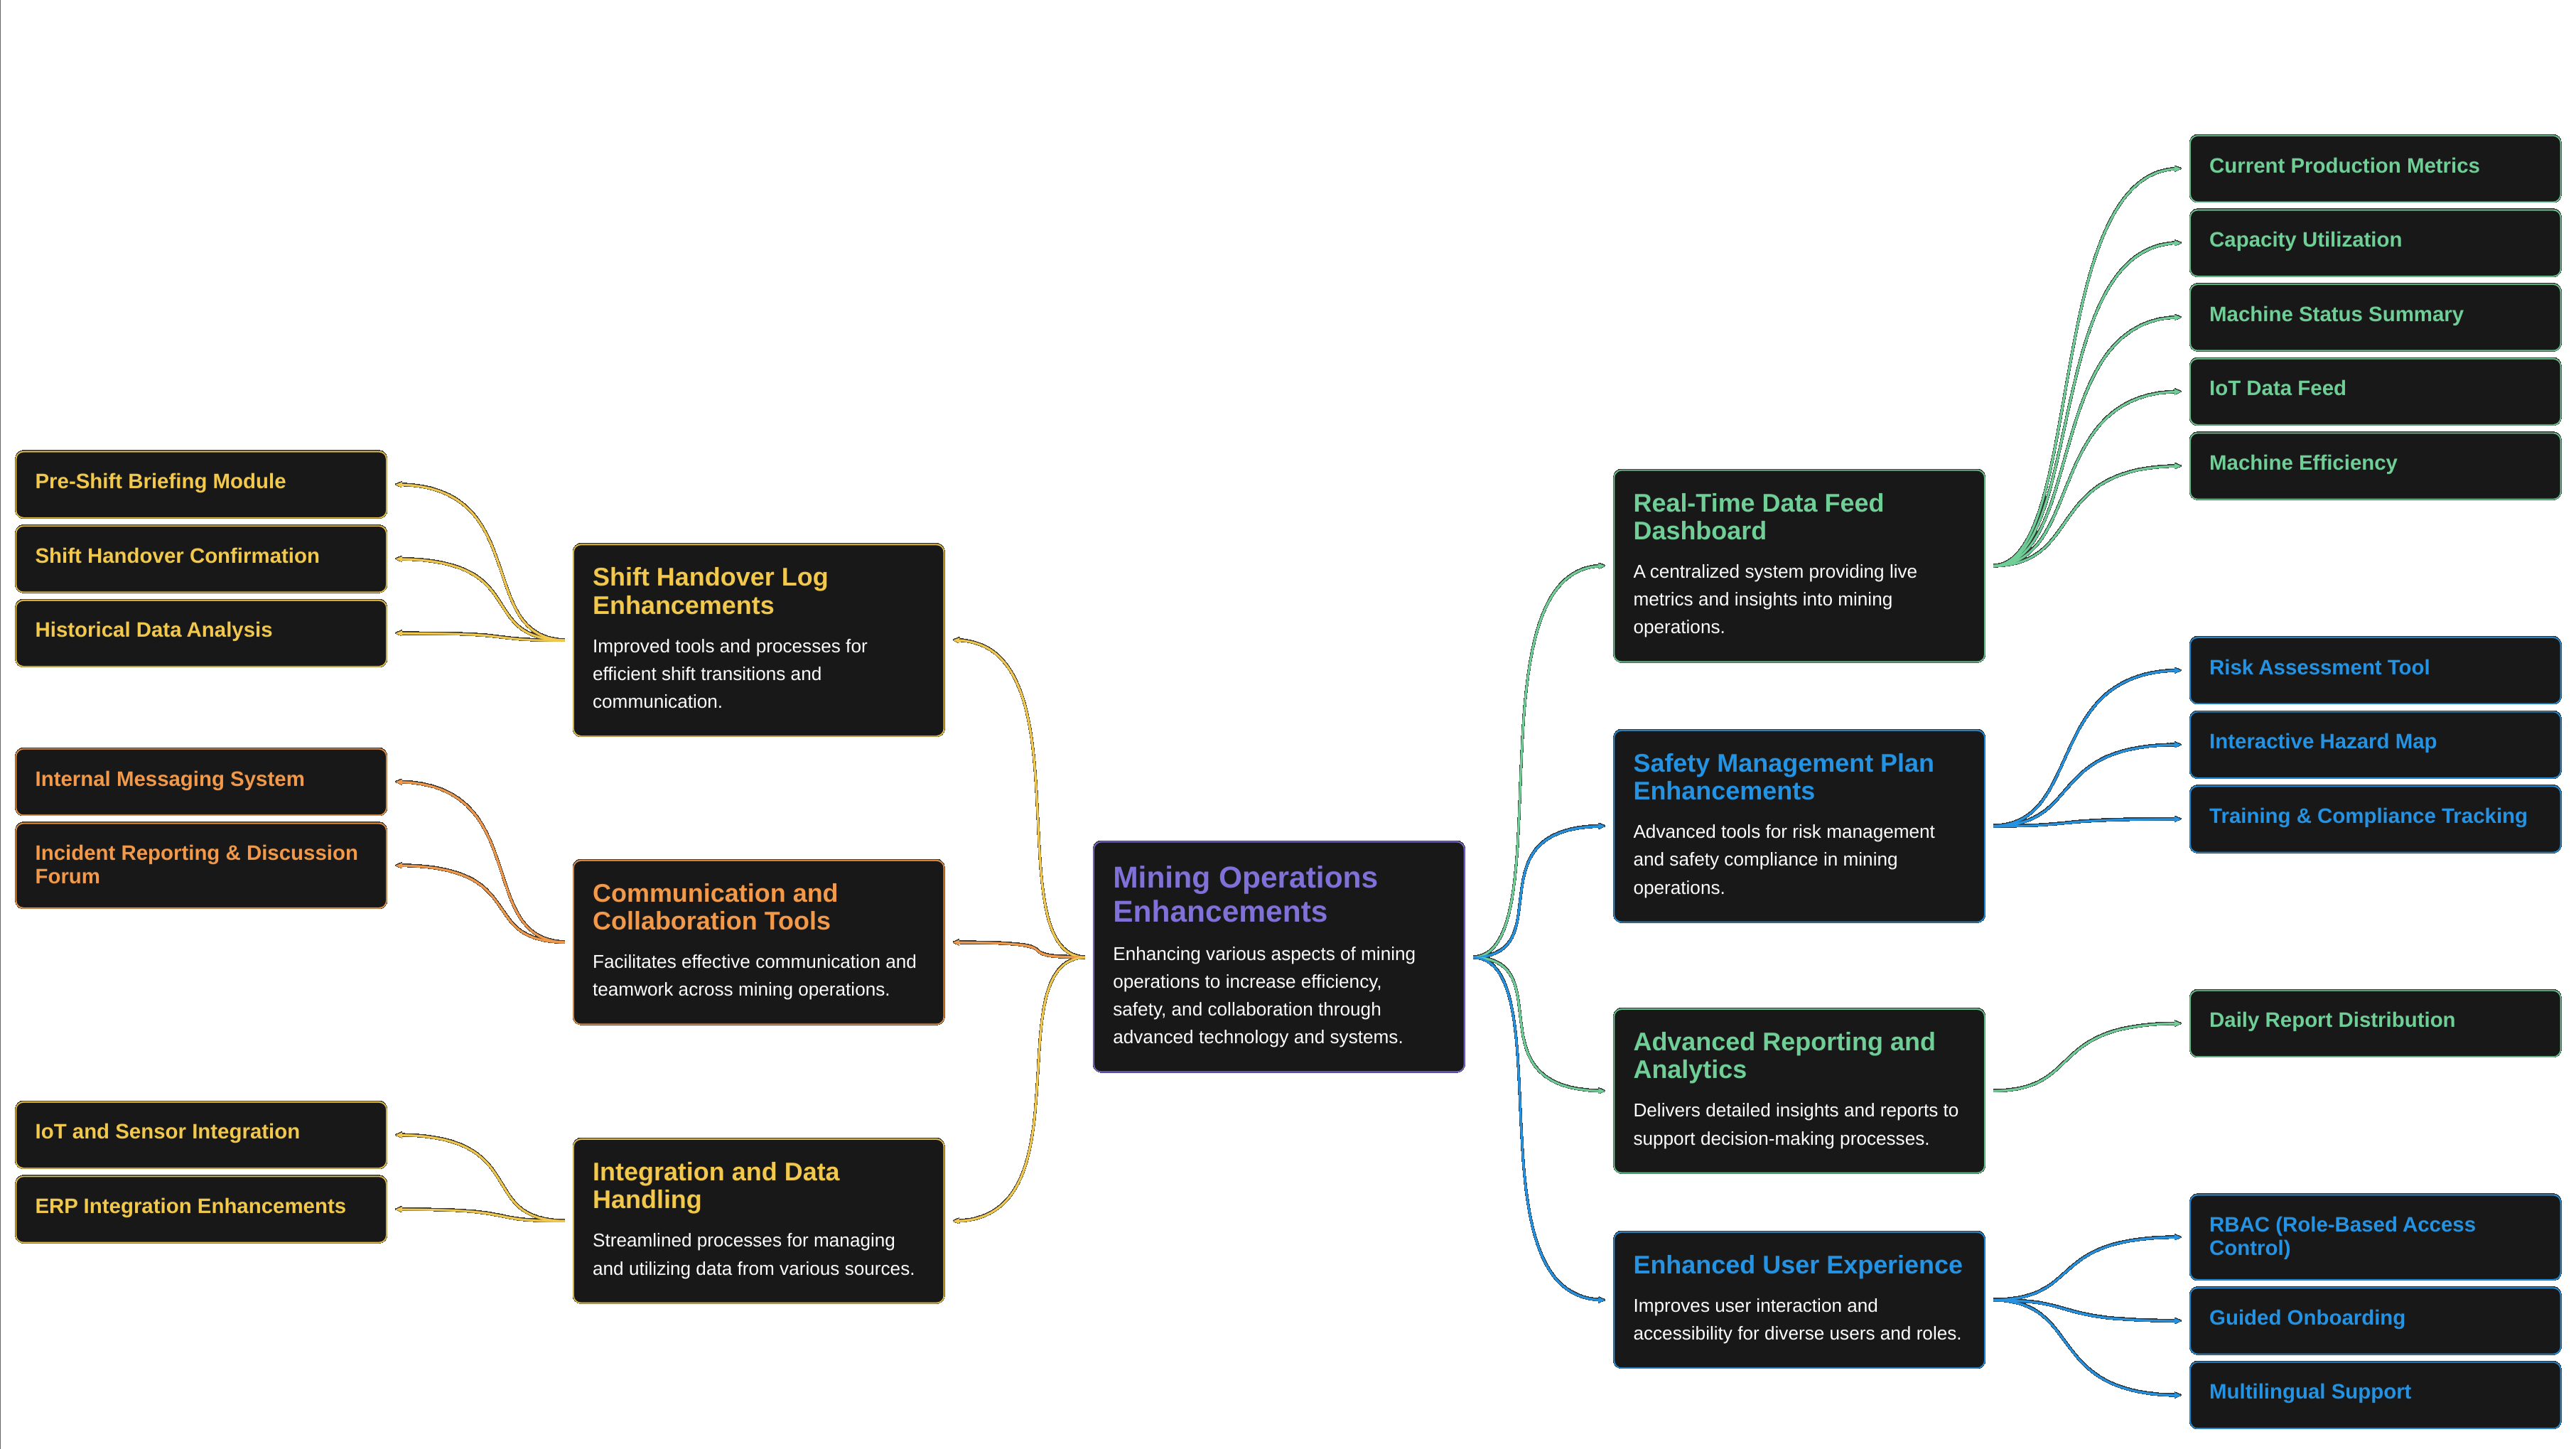 Pre-Shift Briefing Module
Shift Handover Confirmation
Historical Data Analysis
Internal Messaging System
Incident Reporting & Discussion
Forum
IoT and Sensor Integration
ERP Integration Enhancements
Shift Handover Log
Enhancements
Improved tools and processes for
efficient shift transitions and
communication.
Communication and
Collaboration Tools
Facilitates effective communication and
teamwork across mining operations.
Integration and Data
Handling
Streamlined processes for managing
and utilizing data from various sources.
Mining Operations
Enhancements
Enhancing various aspects of mining
operations to increase efficiency,
safety, and collaboration through
advanced technology and systems.
Real-Time Data Feed
Dashboard
A centralized system providing live
metrics and insights into mining
operations.
Safety Management Plan
Enhancements
Advanced tools for risk management
and safety compliance in mining
operations.
Advanced Reporting and
Analytics
Delivers detailed insights and reports to
support decision-making processes.
Enhanced User Experience
Improves user interaction and
accessibility for diverse users and roles.
Current Production Metrics
Capacity Utilization
Machine Status Summary
IoT Data Feed
Machine Efficiency
Risk Assessment Tool
Interactive Hazard Map
Training & Compliance Tracking
Daily Report Distribution
RBAC (Role-Based Access
Control)
Guided Onboarding
Multilingual Support